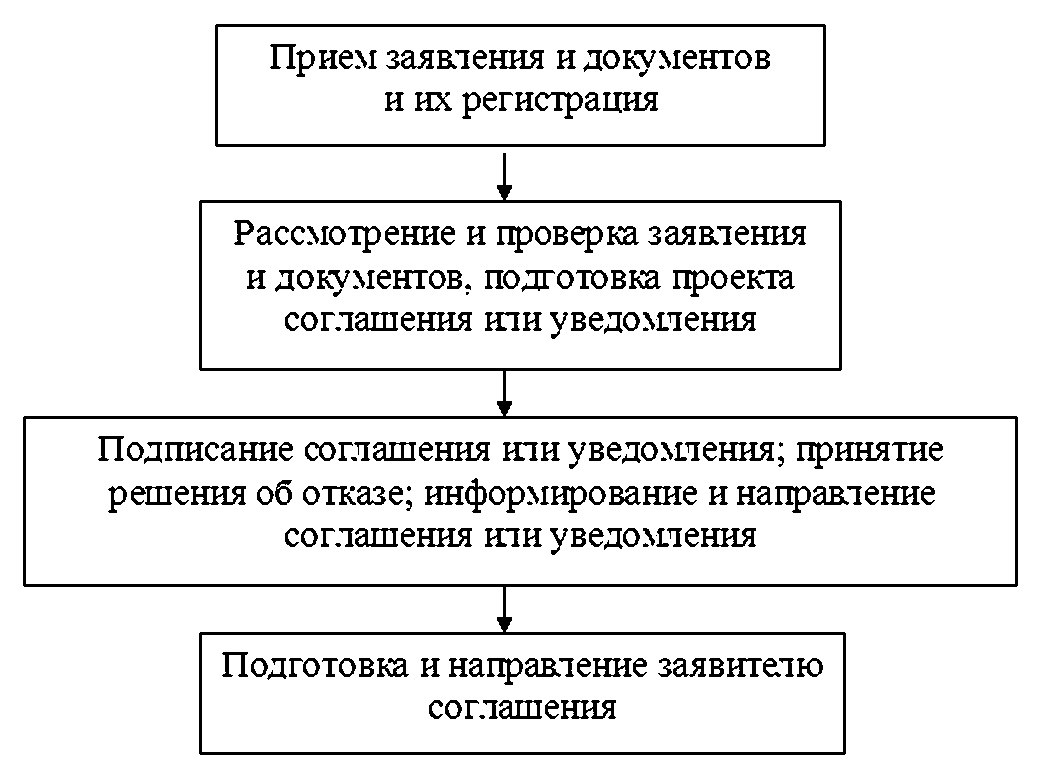 Прием заявления и документов
и их регистрация
Рассмотрение и проверка заявления
и документов, подготовка проекта
соглашения или уведомления
Подписание соглашения или уведомления; принятие
решения об отказе; информирование и направление
соглашения или уведомления
Подготовка и направление заявителю
соглашения